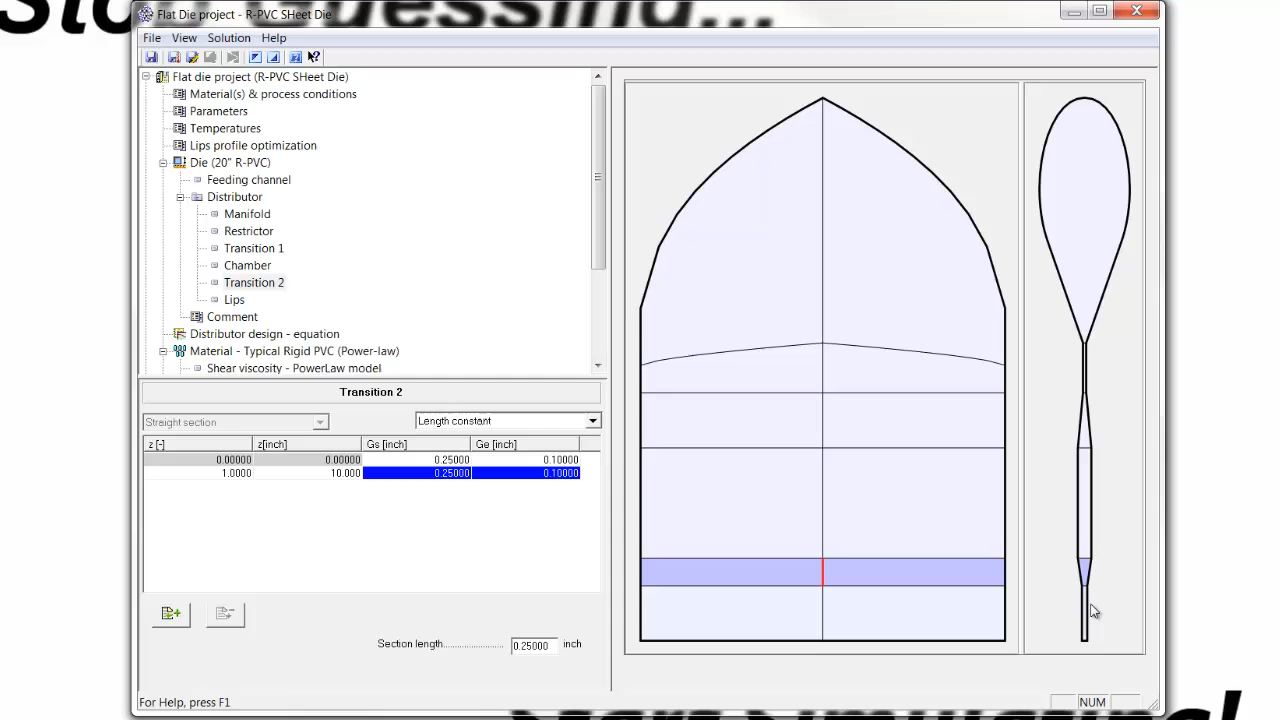 Stop Guessing...
Flat Die project - R-PVC SHeet Die
File View Solution Help
Flat die project (R-PVC SHeet Die)
Material(s) & process conditions
Parameters
Temperatures
Lips profile optimization
Die (20" R-PVC)
Feeding channel
Distributor
Manifold
Restrictor
Transition 1
Chamber
Transition 2
Lips
Comment
Distributor design - equation
Material - Typical Rigid PVC (Power-law)
Shear viscosity - PowerLaw model
Transition 2
Straight section Length constant
z [-] z[inch] Gs [inch] Ge [inch]
0.00000 0.00000 0.25000 0.10000
1.0000 10.000 0.25000 0.10000
Section length 0.25000 inch
For Help, press F1 NUM
Start Simulating!